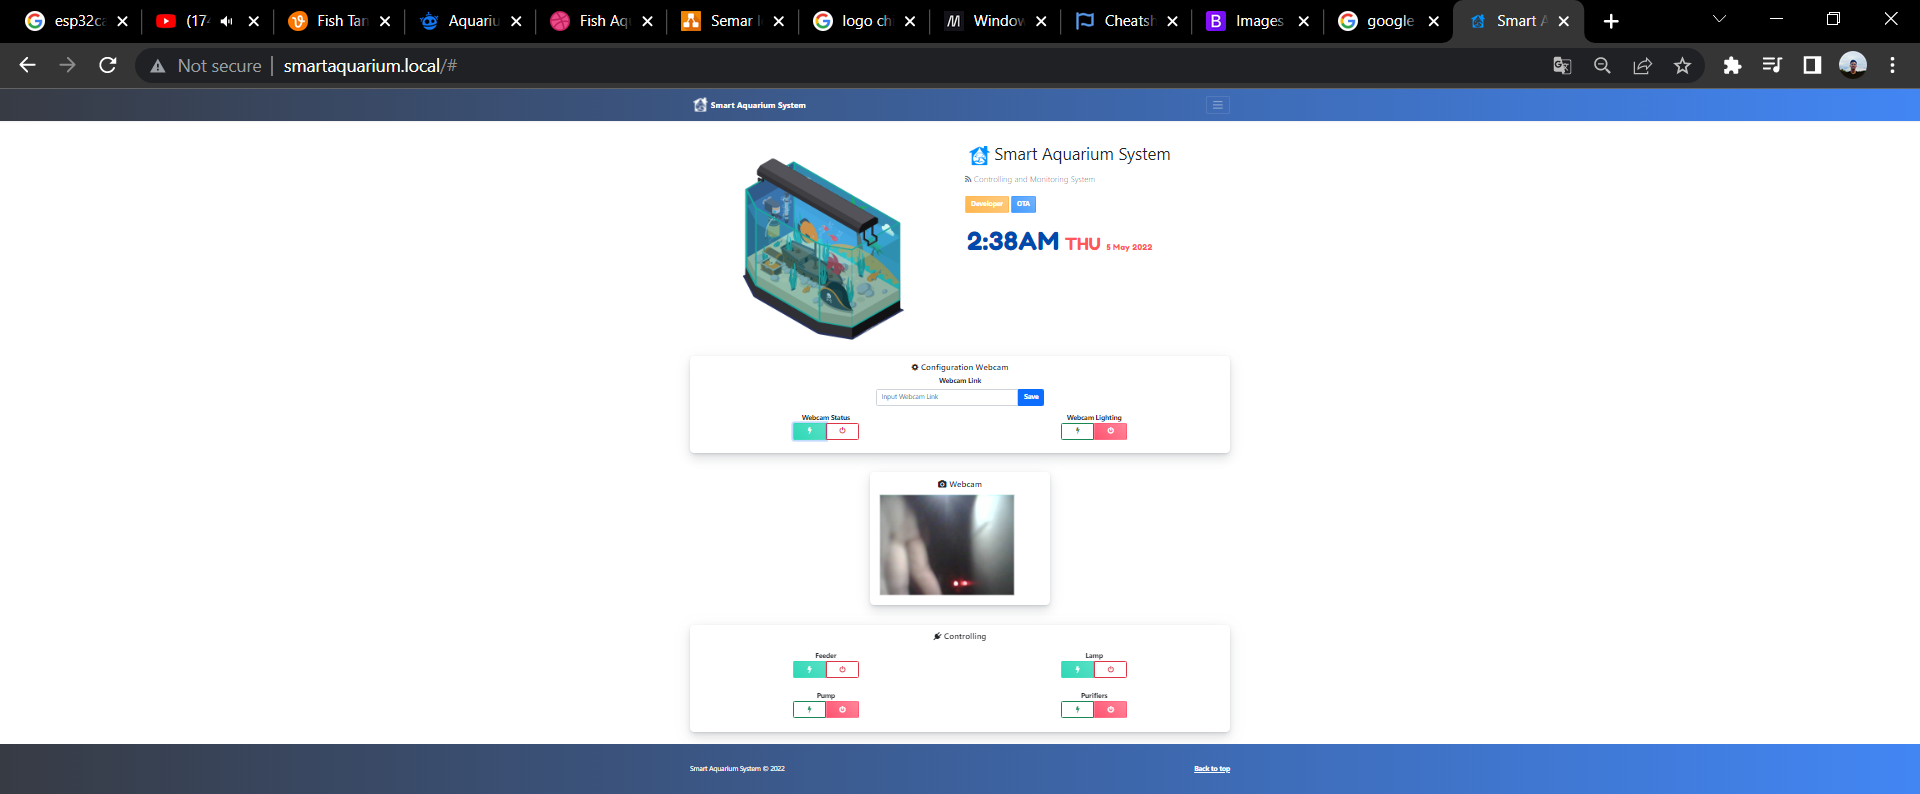 esp32ca
(174
Fish Tan
Aquariu
Fish Aq
Semar I
logo ch
Window
Cheatsh
Images
google
Smart A
Not secure smartaquarium.local/#
Smart Aquarium System
Smart Aquarium System
Controlling and Monitoring System
Developer OTA
2:38AM THU 5 May 2022
Configuration Webcam
Webcam Link
Input Webcam Link Save
Webcam Status Webcam Lighting
Webcam
Controlling
Feeder Lamp
Pump Purifiers
Smart Aquarium System © 2022 Back to top